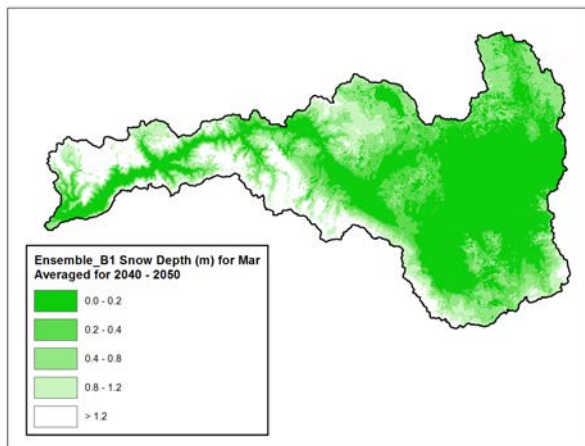 Ensemble_B1 Snow Depth (m) for Mar
Averaged for 2040 - 2050
0.0 - 0.2
0.2 - 0.4
0.4 - 0.8
0.8 - 1.2
> 1.2